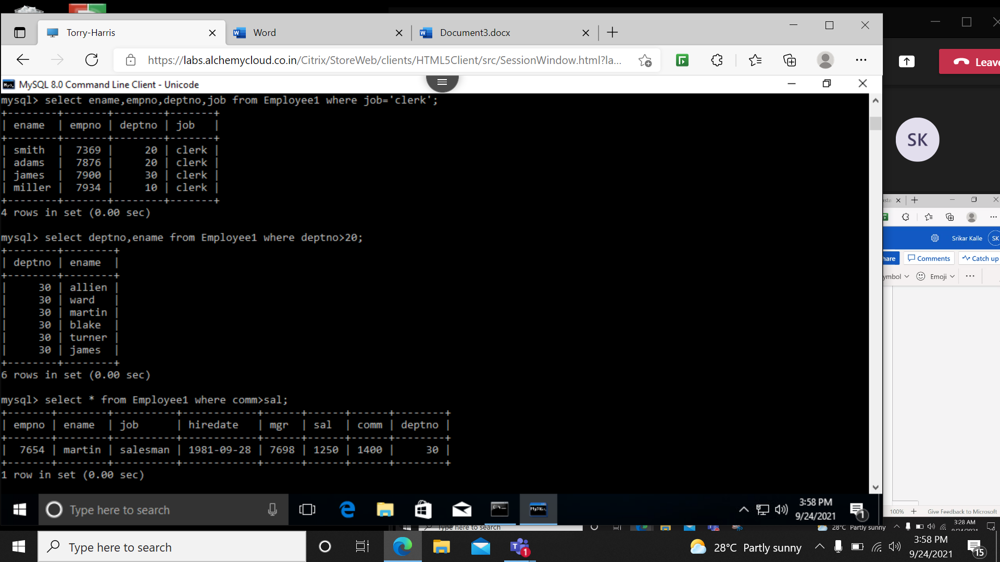 Torry-Harris
Word
Document3.docx
https://labs.alchemycloud.co.in/Citrix/StoreWeb/clients/HTML5Client/src/SessionWindow.html?la...
Leave
MySQL 8.0 Command Line Client - Unicode
mysql> select ename,empno,deptno,job from Employee1 where job='clerk';
+--------+-------+--------+-------+
| ename  | empno | deptno | job   |
+--------+-------+--------+-------+
| smith  |  7369 |     20 | clerk |
| adams  |  7876 |     20 | clerk |
| james  |  7900 |     30 | clerk |
| miller |  7934 |     10 | clerk |
+--------+-------+--------+-------+
4 rows in set (0.00 sec)
mysql> select deptno,ename from Employee1 where deptno>20;
+--------+--------+
| deptno | ename  |
+--------+--------+
|     30 | allien |
|     30 | ward   |
|     30 | martin |
|     30 | blake  |
|     30 | turner |
|     30 | james  |
+--------+--------+
6 rows in set (0.00 sec)
mysql> select * from Employee1 where comm>sal;
+-------+--------+----------+------------+------+------+------+--------+
| empno | ename  | job      | hiredate   | mgr  | sal  | comm | deptno |
+-------+--------+----------+------------+------+------+------+--------+
|  7654 | martin | salesman | 1981-09-28 | 7698 | 1250 | 1400 |     30 |
+-------+--------+----------+------------+------+------+------+--------+
1 row in set (0.00 sec)
SK
Srikar Kalle SK
hare Comments Catch up
ymbol Emoji
100% Give Feedback to Microsoft
Type here to search
3:58 PM
9/24/2021
1
Type here to search
28°C Partly sunny
3:28 AM
Type here to search
1
28°C Partly sunny
3:58 PM
9/24/2021
15